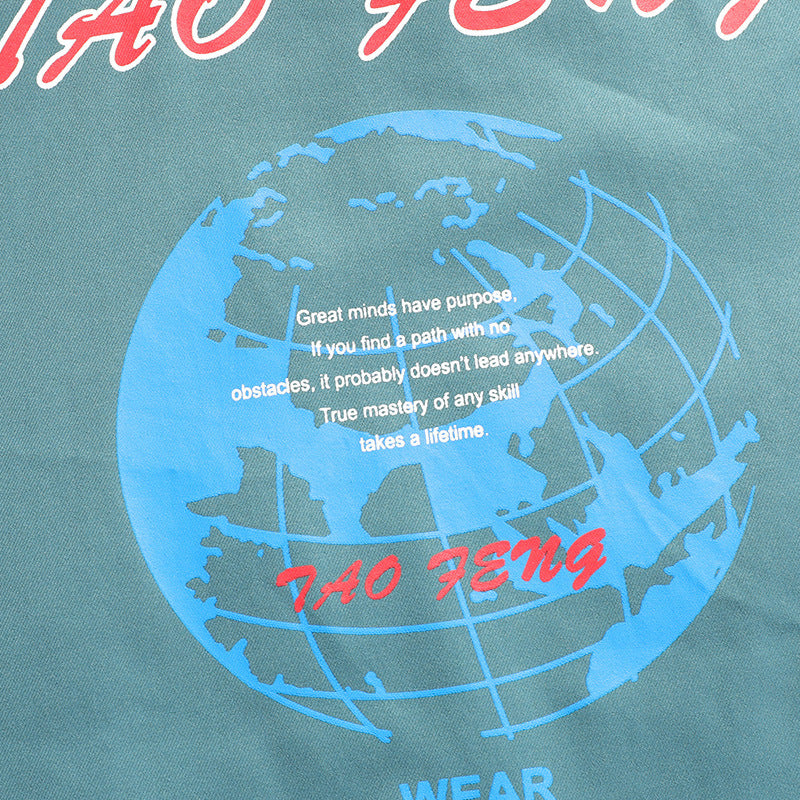 TAO FENG
Great minds have purpose,
If you find a path with no
obstacles, it probably doesn't lead anywhere.
True mastery of any skill
takes a lifetime.
TAO FENG
WEAR